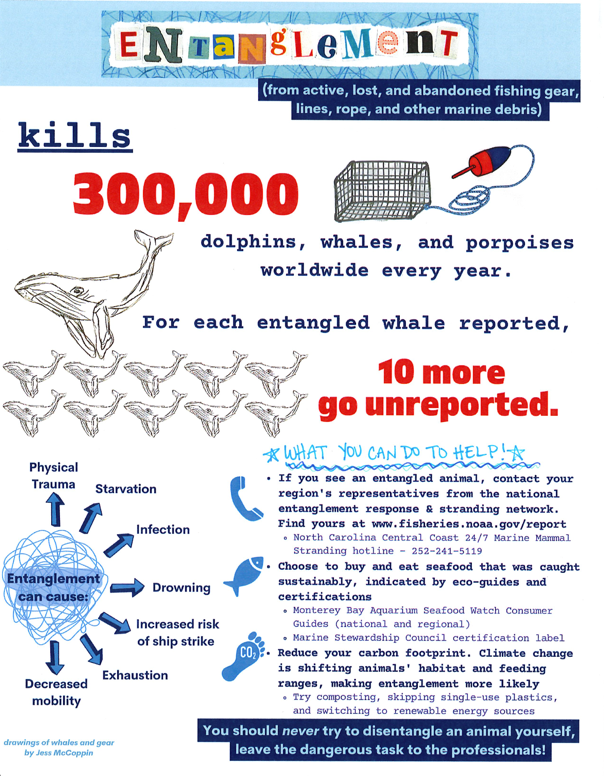 ENTANGLEMENT
(from active, lost, and abandoned fishing gear,
lines, rope, and other marine debris)
kills
300,000
dolphins, whales, and porpoises
worldwide every year.
For each entangled whale reported,
10 more
go unreported.
Physical
Trauma
Starvation
Infection
Drowning
Increased risk
of ship strike
Exhaustion
Decreased
mobility
Entanglement
can cause:
WHAT YOU CAN DO TO HELP!
• If you see an entangled animal, contact your
region's representatives from the national
entanglement response & stranding network.
Find yours at www.fisheries.noaa.gov/report
◦ North Carolina Central Coast 24/7 Marine Mammal
Stranding hotline - 252-241-5119
• Choose to buy and eat seafood that was caught
sustainably, indicated by eco-guides and
certifications
◦ Monterey Bay Aquarium Seafood Watch Consumer
Guides (national and regional)
◦ Marine Stewardship Council certification label
CO2
• Reduce your carbon footprint. Climate change
is shifting animals' habitat and feeding
ranges, making entanglement more likely
◦ Try composting, skipping single-use plastics,
and switching to renewable energy sources
You should never try to disentangle an animal yourself,
leave the dangerous task to the professionals!
drawings of whales and gear
by Jess McCoppin